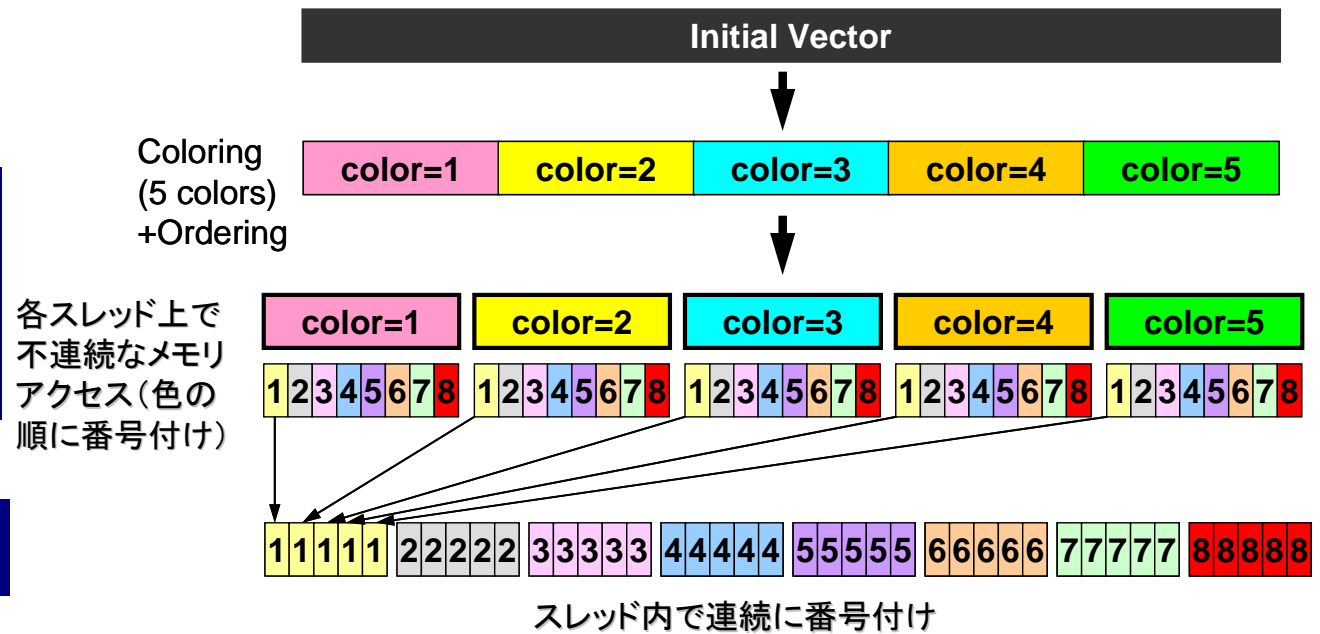 Initial Vector
Coloring
(5 colors)
+Ordering
color=1 color=2 color=3 color=4 color=5
各スレッド上で
不連続なメモリ
アクセス(色の
順に番号付け)
color=1 color=2 color=3 color=4 color=5
12345678 12345678 12345678 12345678 12345678
11111 22222 33333 44444 55555 66666 77777 88888
スレッド内で連続に番号付け